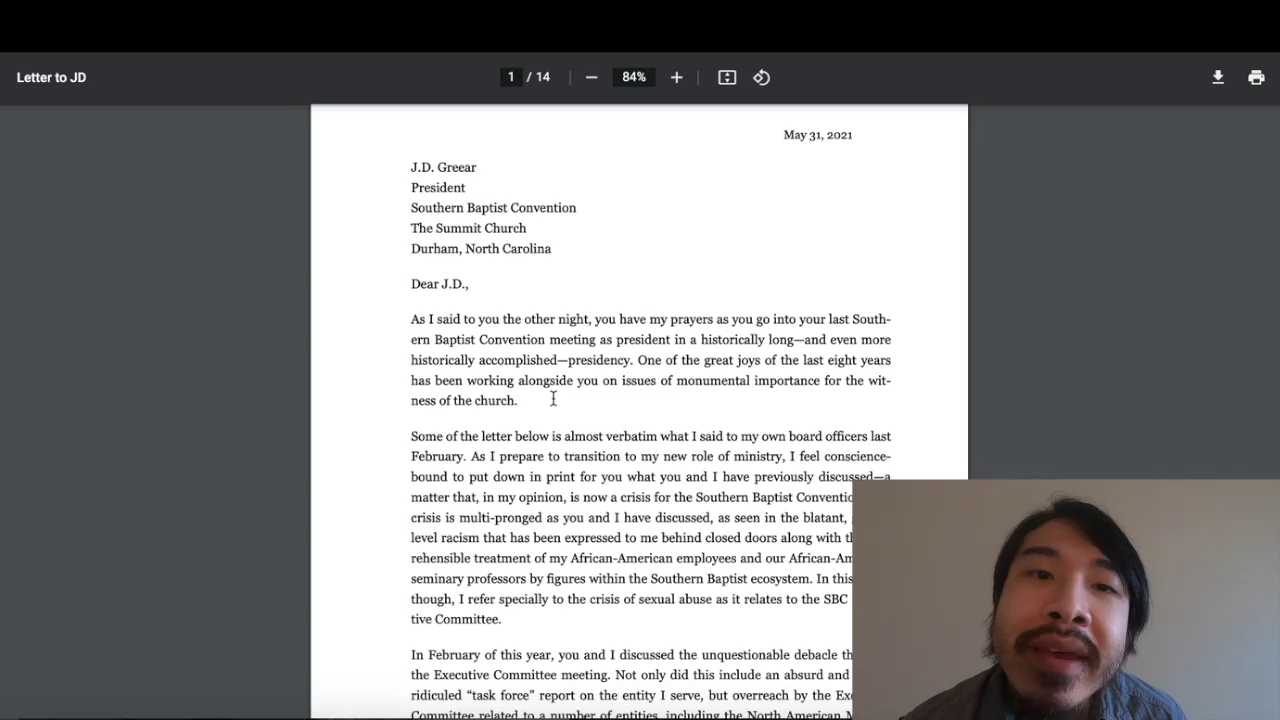 Letter to JD
1 / 14
84%
May 31, 2021
J.D. Greear
President
Southern Baptist Convention
The Summit Church
Durham, North Carolina
Dear J.D.,
As I said to you the other night, you have my prayers as you go into your last South-
ern Baptist Convention meeting as president in a historically long—and even more
historically accomplished—presidency. One of the great joys of the last eight years
has been working alongside you on issues of monumental importance for the wit-
ness of the church.
Some of the letter below is almost verbatim what I said to my own board officers last
February. As I prepare to transition to my new role of ministry, I feel conscience-
bound to put down in print for you what you and I have previously discussed—a
matter that, in my opinion, is now a crisis for the Southern Baptist
crisis is multi-pronged as you and I have discussed, as seen in the blatant,
level racism that has been expressed to me behind closed doors along with
rehensible treatment of my African-American employees and our
seminary professors by figures within the Southern Baptist ecosystem. In this
though, I refer specially to the crisis of sexual abuse as it relates to the SBC
tive Committee.
In February of this year, you and I discussed the unquestionable debacle
the Executive Committee meeting. Not only did this include an absurd and
ridiculed “task force” report on the entity I serve, but overreach by the
Committee related to a number of entities, including the North American